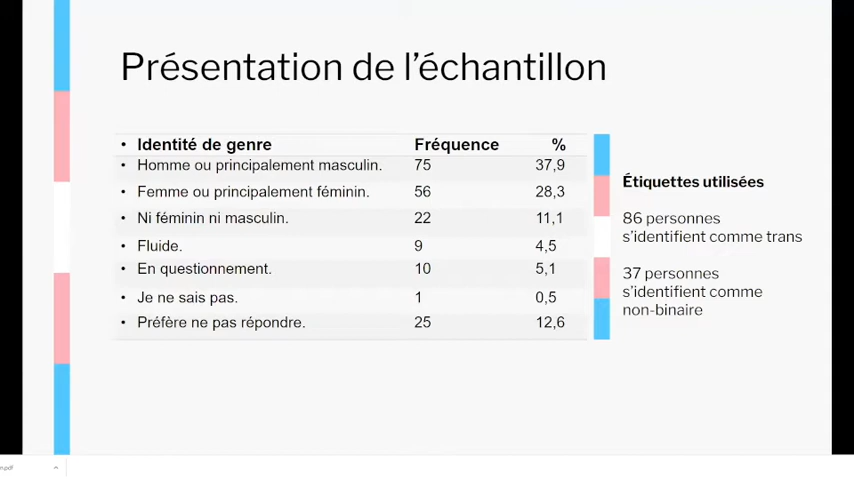 Présentation de l’échantillon
• Identité de genre Fréquence %
• Homme ou principalement masculin. 75 37,9
• Femme ou principalement féminin. 56 28,3
• Ni féminin ni masculin. 22 11,1
• Fluide. 9 4,5
• En questionnement. 10 5,1
• Je ne sais pas. 1 0,5
• Préfère ne pas répondre. 25 12,6
Étiquettes utilisées
86 personnes
s’identifient comme trans
37 personnes
s’identifient comme
non-binaire